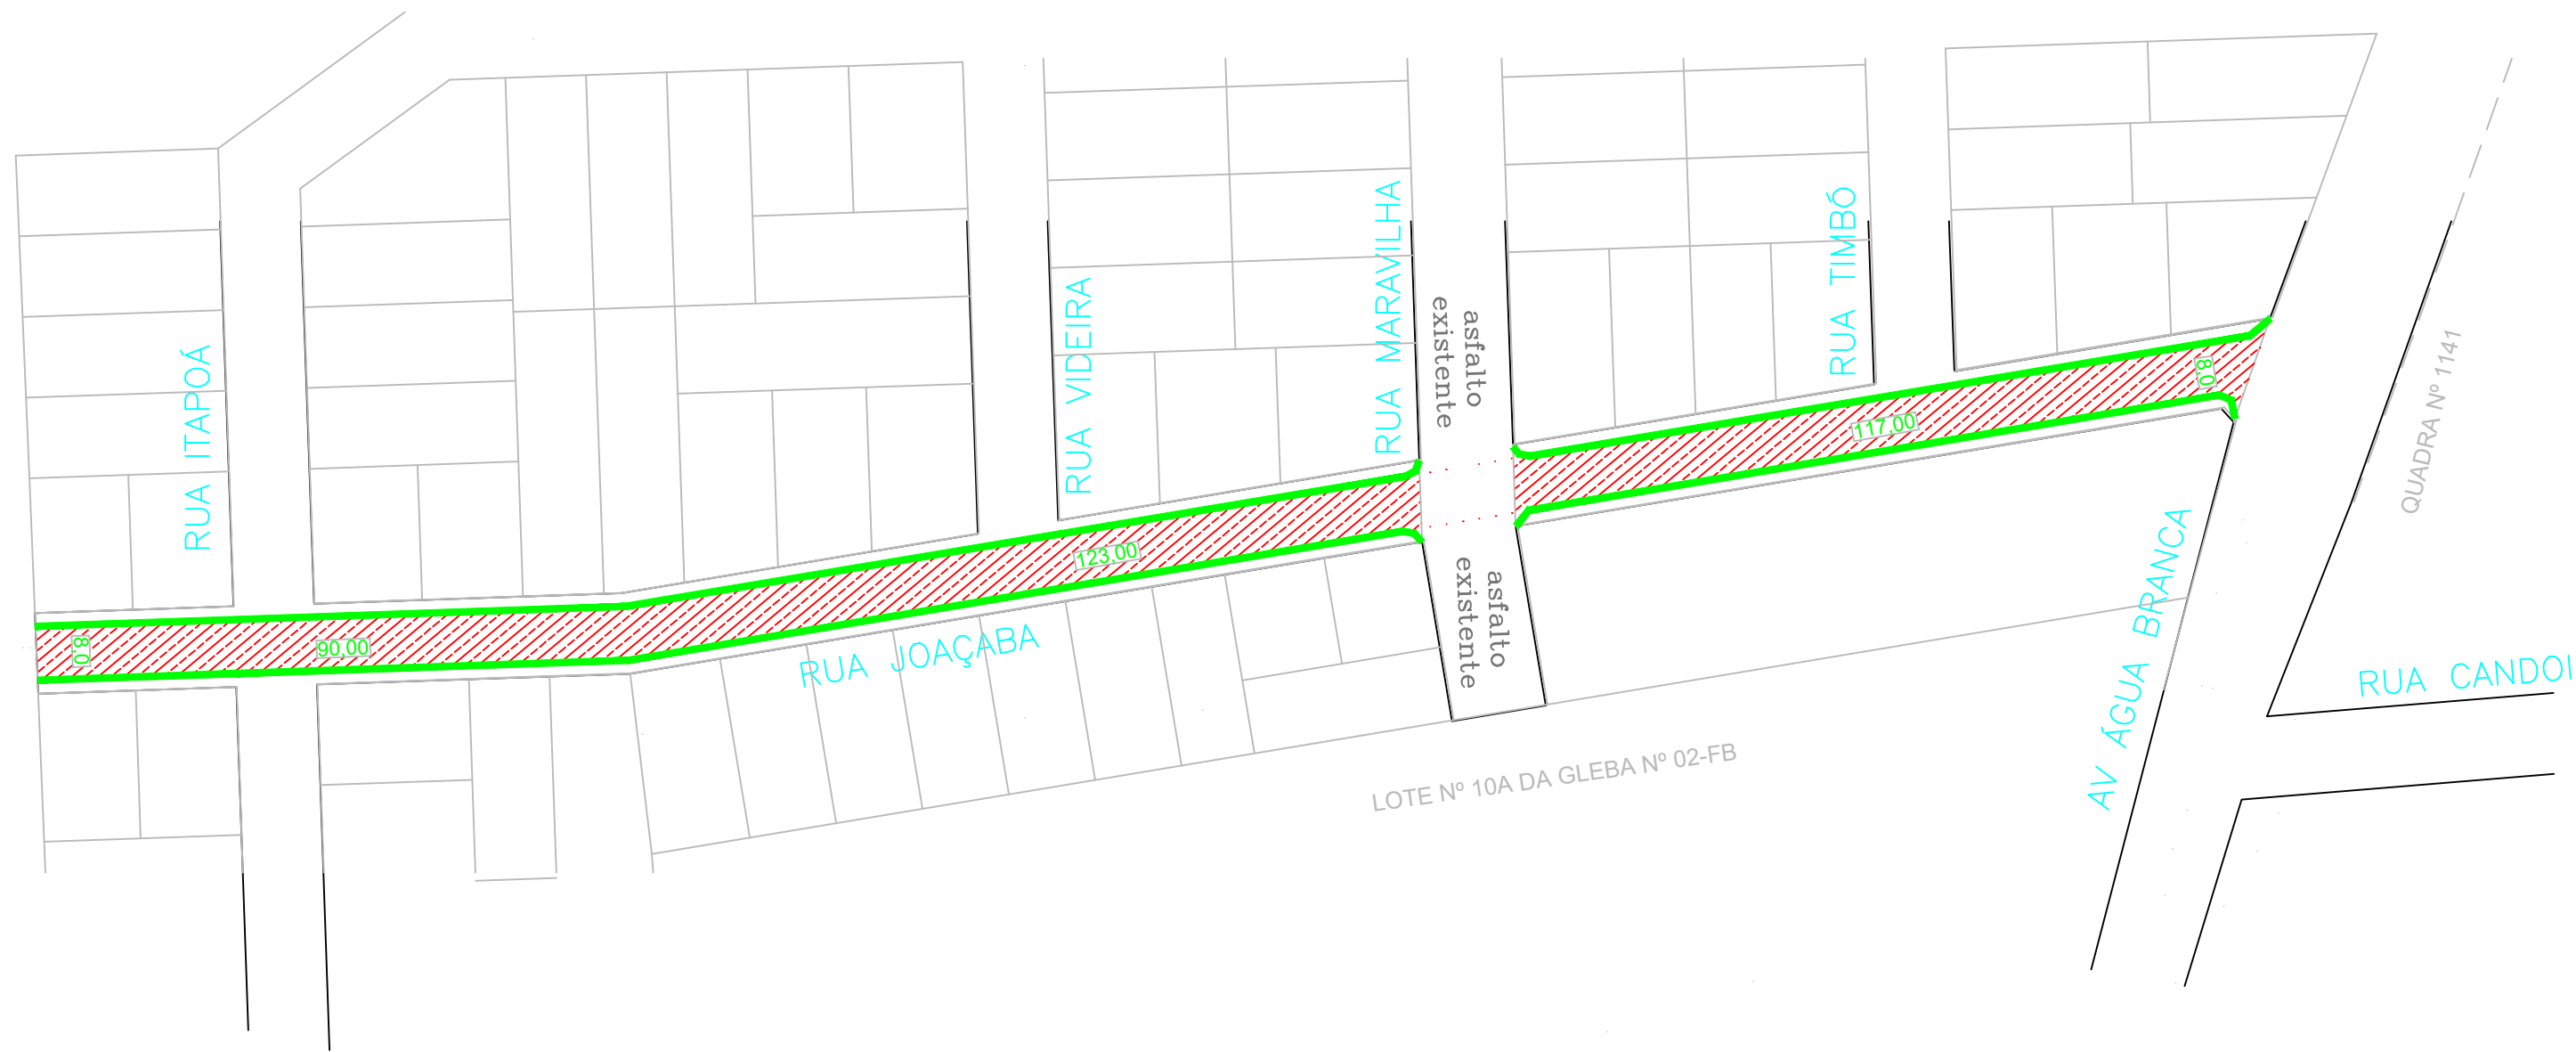 RUA ITAPOÁ
RUA VIDEIRA
RUA MARAVILHA
asfalto
existente
RUA TIMBÓ
8,0
117,00
QUADRA Nº 1141
123,00
asfalto
existente
8,0
90,00
RUA JOAÇABA
AV ÁGUA BRANCA
RUA CANDOI
LOTE Nº 10A DA GLEBA Nº 02-FB